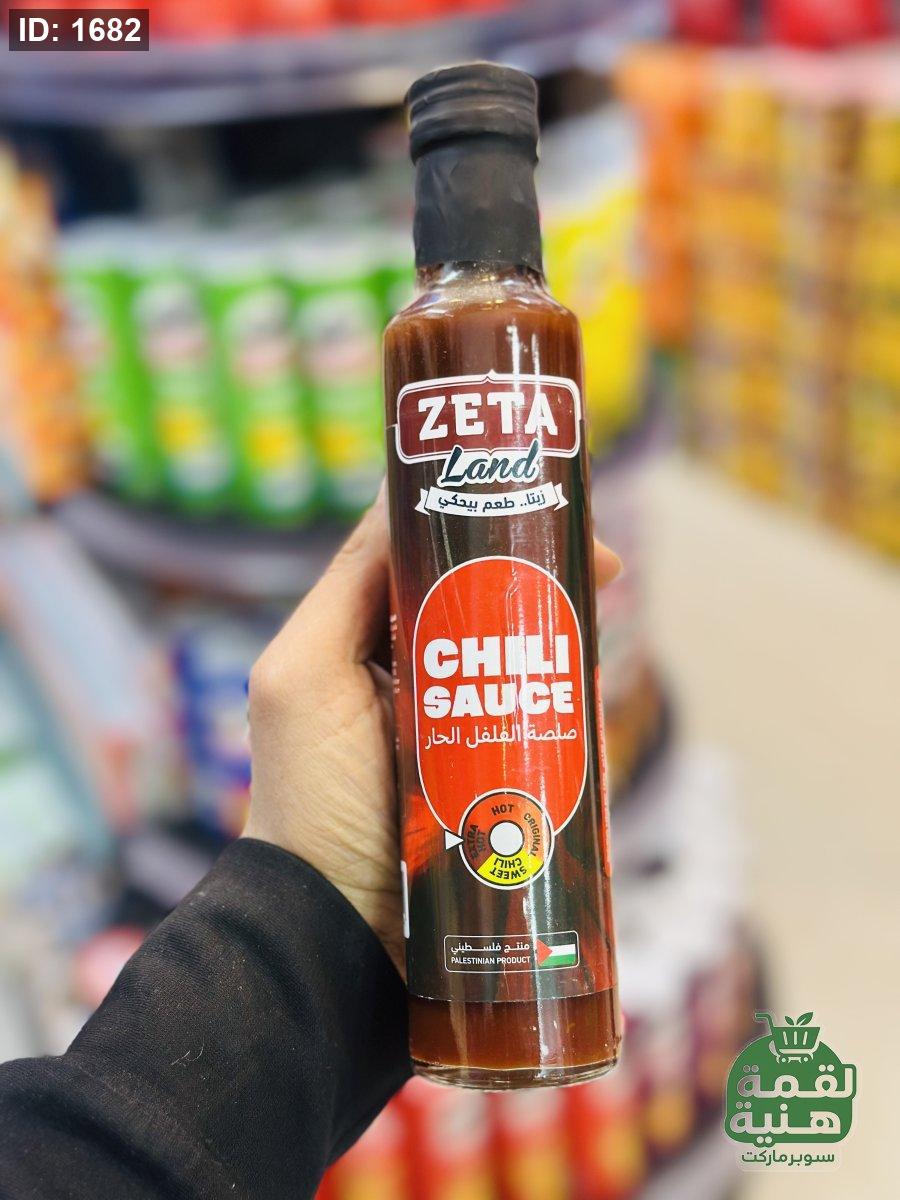 ID: 1682
ZETA
Land
زيتا.. طعم بيحكي
CHILI
SAUCE
صلصة الفلفل الحار
HOT
ORIGINAL
SWEET
CHILI
EXTRA
HOT
منتج فلسطيني
PALESTINIAN PRODUCT
لقمة
هنية
سوبرماركت